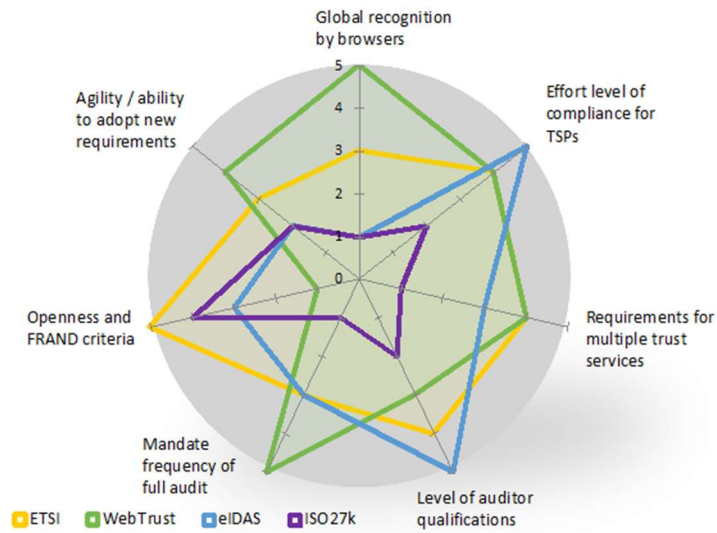 Global recognition
by browsers
5
4
3
2
1
0
Effort level of
compliance for
TSPs
Requirements for
multiple trust
services
Level of auditor
qualifications
Mandate
frequency of
full audit
Openness and
FRAND criteria
Agility / ability
to adopt new
requirements
ETSI
WebTrust
eIDAS
ISO27k